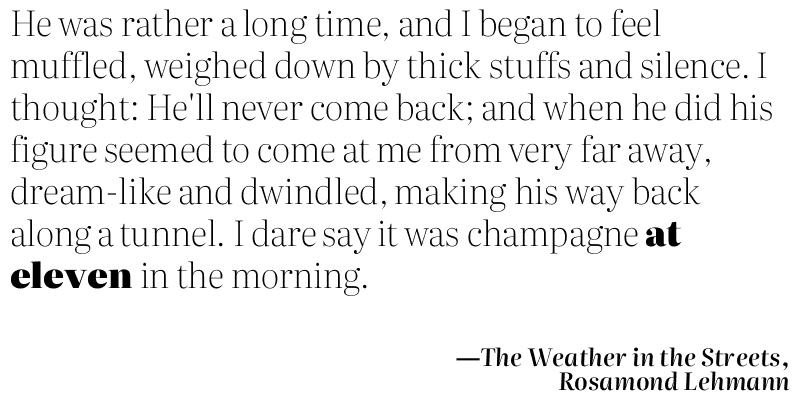 He was rather a long time, and I began to feel
muffled, weighed down by thick stuffs and silence. I
thought: He'll never come back; and when he did his
figure seemed to come at me from very far away,
dream-like and dwindled, making his way back
along a tunnel. I dare say it was champagne at
eleven in the morning.
—The Weather in the Streets,
Rosamond Lehmann